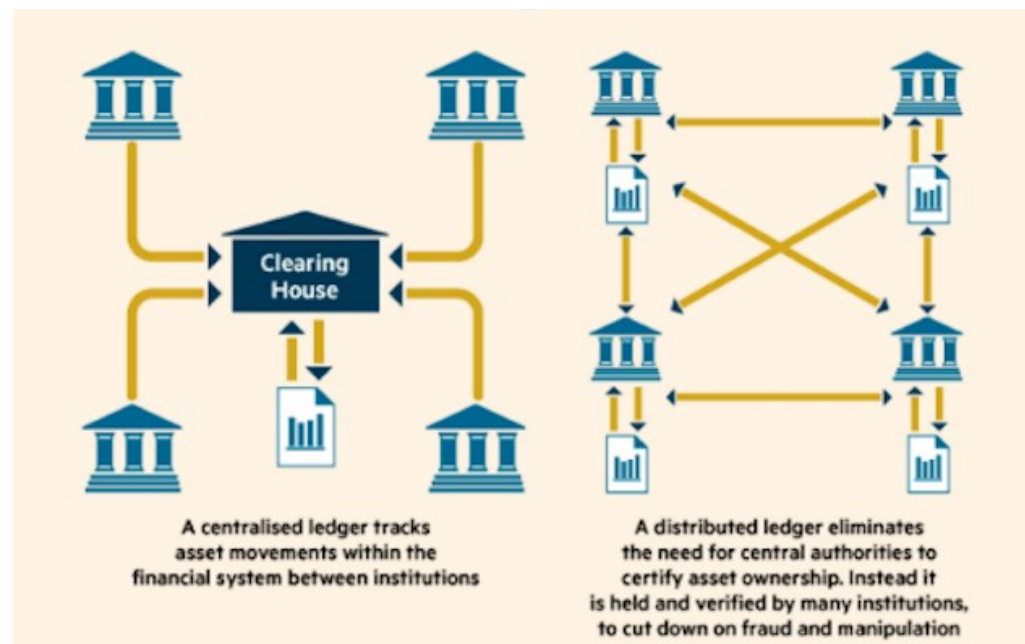 Clearing
House
A centralised ledger tracks
asset movements within the
financial system between institutions
A distributed ledger eliminates
the need for central authorities to
certify asset ownership. Instead it
is held and verified by many institutions,
to cut down on fraud and manipulation